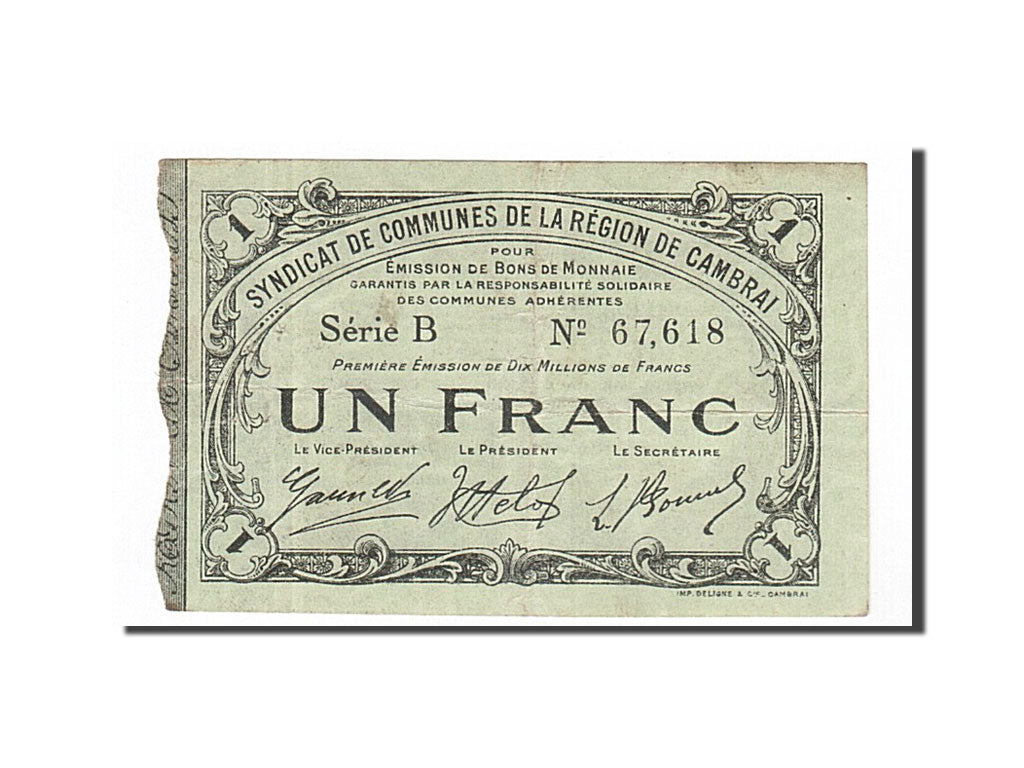 1 1
SYNDICAT DE COMMUNES DE LA RÉGION DE CAMBRAI
POUR
ÉMISSION DE BONS DE MONNAIE
GARANTIS PAR LA RESPONSABILITÉ SOLIDAIRE
DES COMMUNES ADHÉRENTES
Série B Nº 67,618
PREMIÈRE ÉMISSION DE DIX MILLIONS DE FRANCS
UN FRANC
LE VICE-PRÉSIDENT LE PRÉSIDENT LE SECRÉTAIRE
1 1
IMP. DELIGNE & Cie_ CAMBRAI